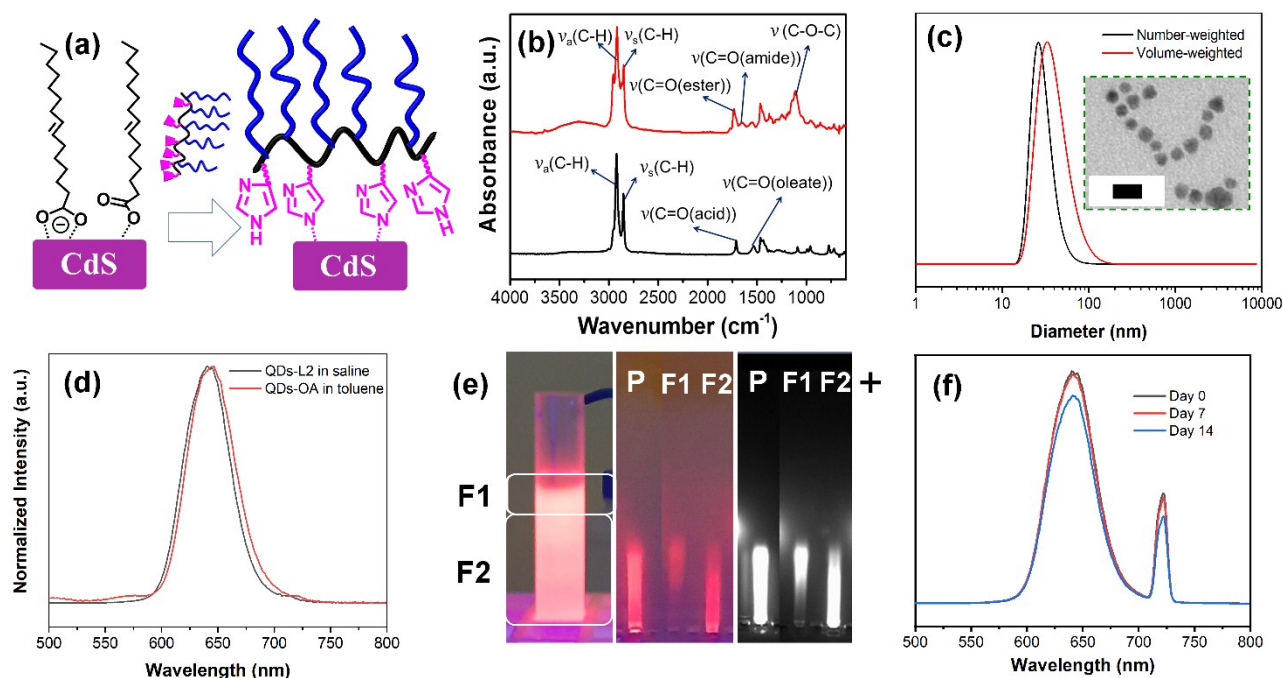 (a)
O
⊖
O
O
O
CdS
N
N
H
N
N
H
N
N
H
N
N
H
CdS
(b)
νa(C-H)
νs(C-H)
ν(C=O(ester))
ν(C=O(amide))
ν (C-O-C)
νa(C-H)
νs(C-H)
ν(C=O(acid))
ν(C=O(oleate))
Absorbance (a.u.)
4000 3000 2500 2000 1500 1000
Wavenumber (cm⁻¹)
(c)
Number-weighted
Volume-weighted
1 10 100 1000 10000
Diameter (nm)
(d)
QDs-L2 in saline
QDs-OA in toluene
Normalized Intensity (a.u.)
500 550 600 650 700 750 800
Wavelength (nm)
(e)
F1
F2
P F1 F2
P F1 F2 +
(f)
Day 0
Day 7
Day 14
500 550 600 650 700 750 800
Wavelength (nm)